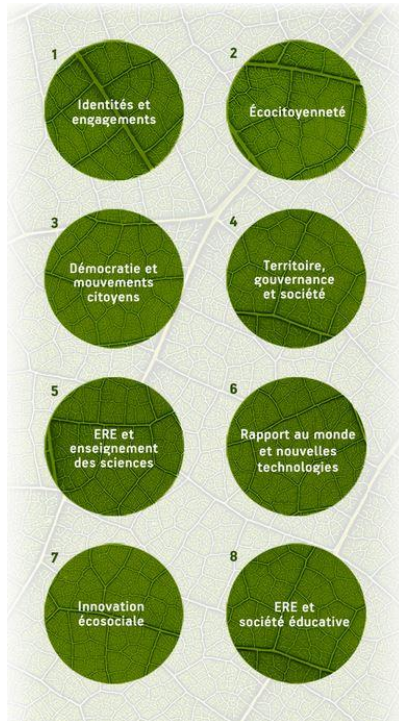 1
Identités et
engagements
2
Écocitoyenneté
3
Démocratie et
mouvements
citoyens
4
Territoire,
gouvernance
et société
5
ERE et
enseignement
des sciences
6
Rapport au monde
et nouvelles
technologies
7
Innovation
écosociale
8
ERE et
société éducative